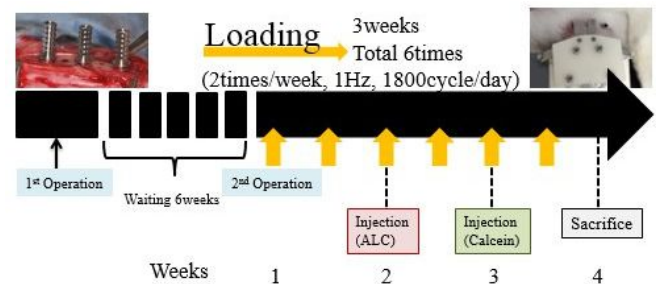 Loading
3weeks
Total 6times
(2times/week, 1Hz, 1800cycle/day)
1st Operation
Waiting 6weeks
2nd Operation
Injection
(ALC)
Injection
(Calcein)
Sacrifice
Weeks 1 2 3 4